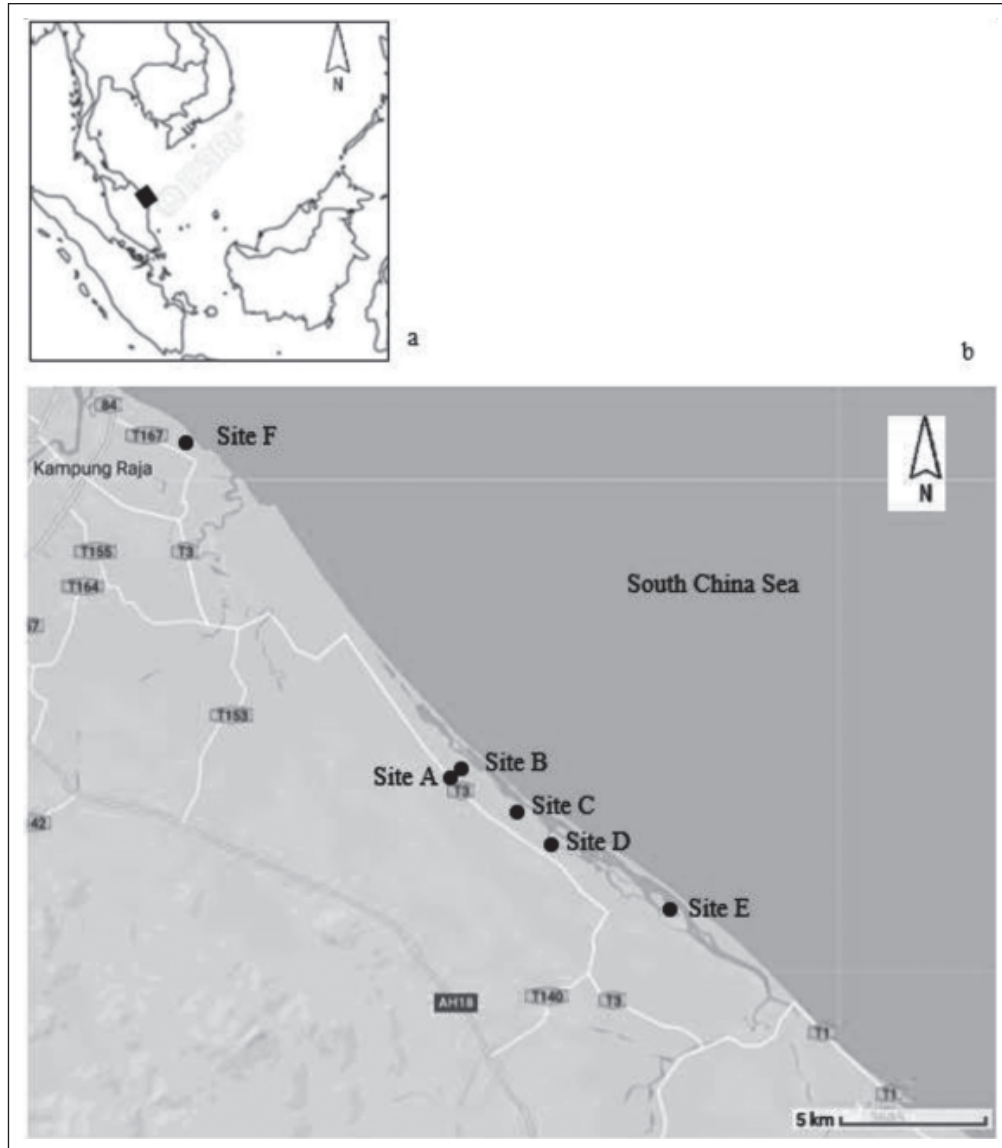 N
a
b
84
T167
Site F
Kampung Raja
N
T155
T3
T164
South China Sea
T153
Site B
Site A
T3
Site C
42
Site D
Site E
AH18
T140
T3
T1
T1
5 km